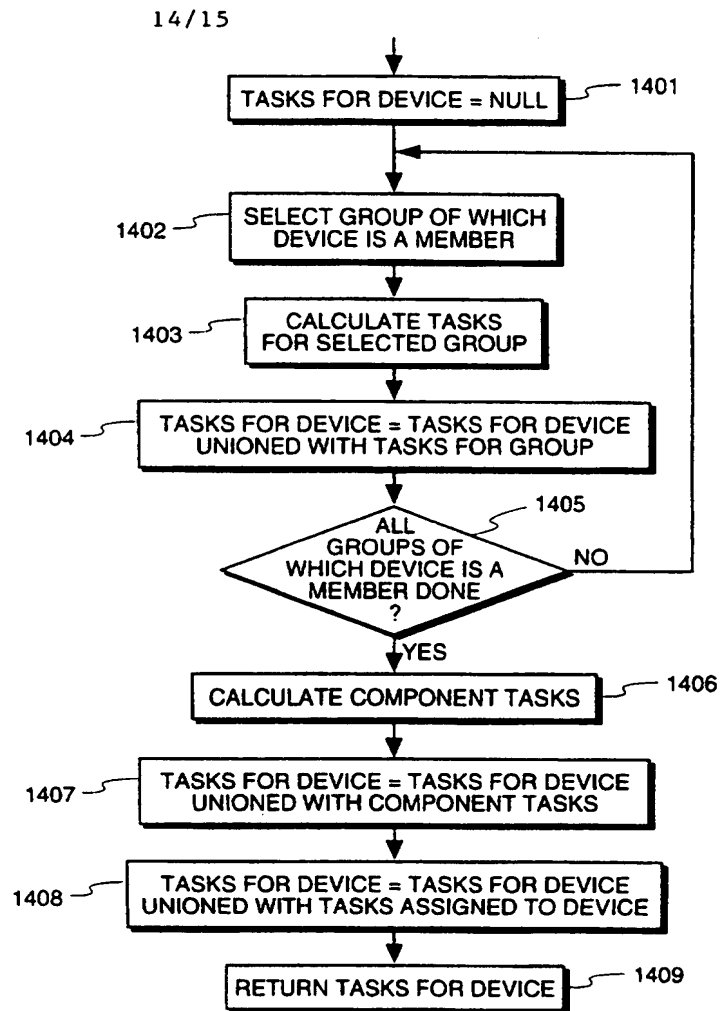 14/15
TASKS FOR DEVICE = NULL
1401
1402
SELECT GROUP OF WHICH
DEVICE IS A MEMBER
1403
CALCULATE TASKS
FOR SELECTED GROUP
1404
TASKS FOR DEVICE = TASKS FOR DEVICE
UNIONED WITH TASKS FOR GROUP
1405
ALL
GROUPS OF
WHICH DEVICE IS A
MEMBER DONE
?
NO
YES
CALCULATE COMPONENT TASKS
1406
1407
TASKS FOR DEVICE = TASKS FOR DEVICE
UNIONED WITH COMPONENT TASKS
1408
TASKS FOR DEVICE = TASKS FOR DEVICE
UNIONED WITH TASKS ASSIGNED TO DEVICE
RETURN TASKS FOR DEVICE
1409